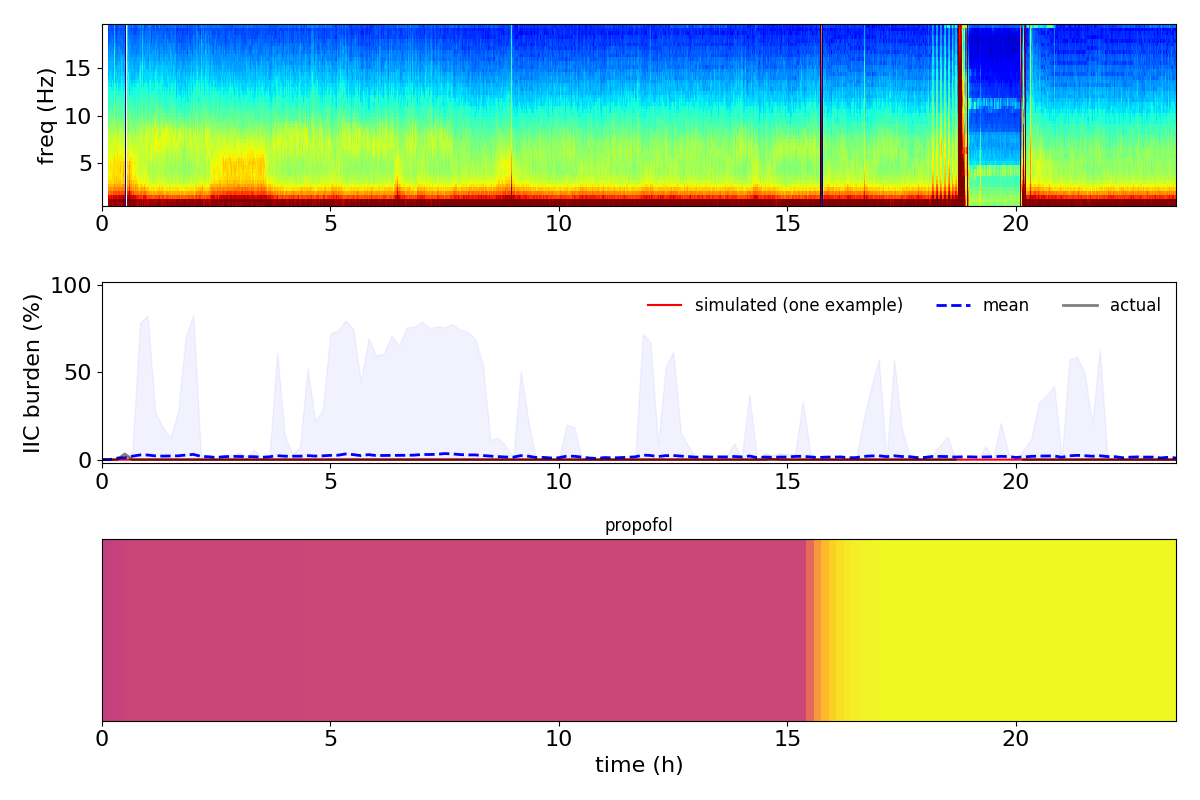 freq (Hz)
15
10
5
0 5 10 15 20
IIC burden (%)
100
50
0
simulated (one example) mean actual
0 5 10 15 20
propofol
0 5 10 15 20
time (h)